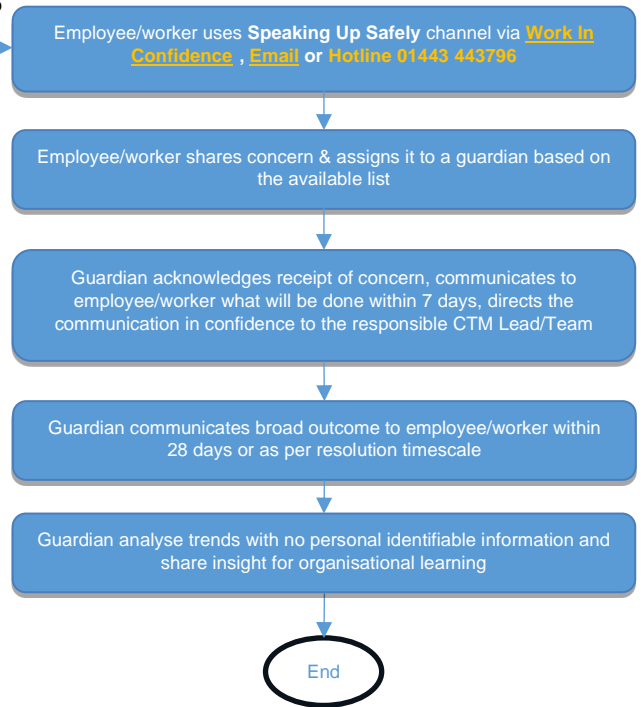 Employee/worker uses Speaking Up Safely channel via Work In
Confidence , Email or Hotline 01443 443796
Employee/worker shares concern & assigns it to a guardian based on
the available list
Guardian acknowledges receipt of concern, communicates to
employee/worker what will be done within 7 days, directs the
communication in confidence to the responsible CTM Lead/Team
Guardian communicates broad outcome to employee/worker within
28 days or as per resolution timescale
Guardian analyse trends with no personal identifiable information and
share insight for organisational learning
End